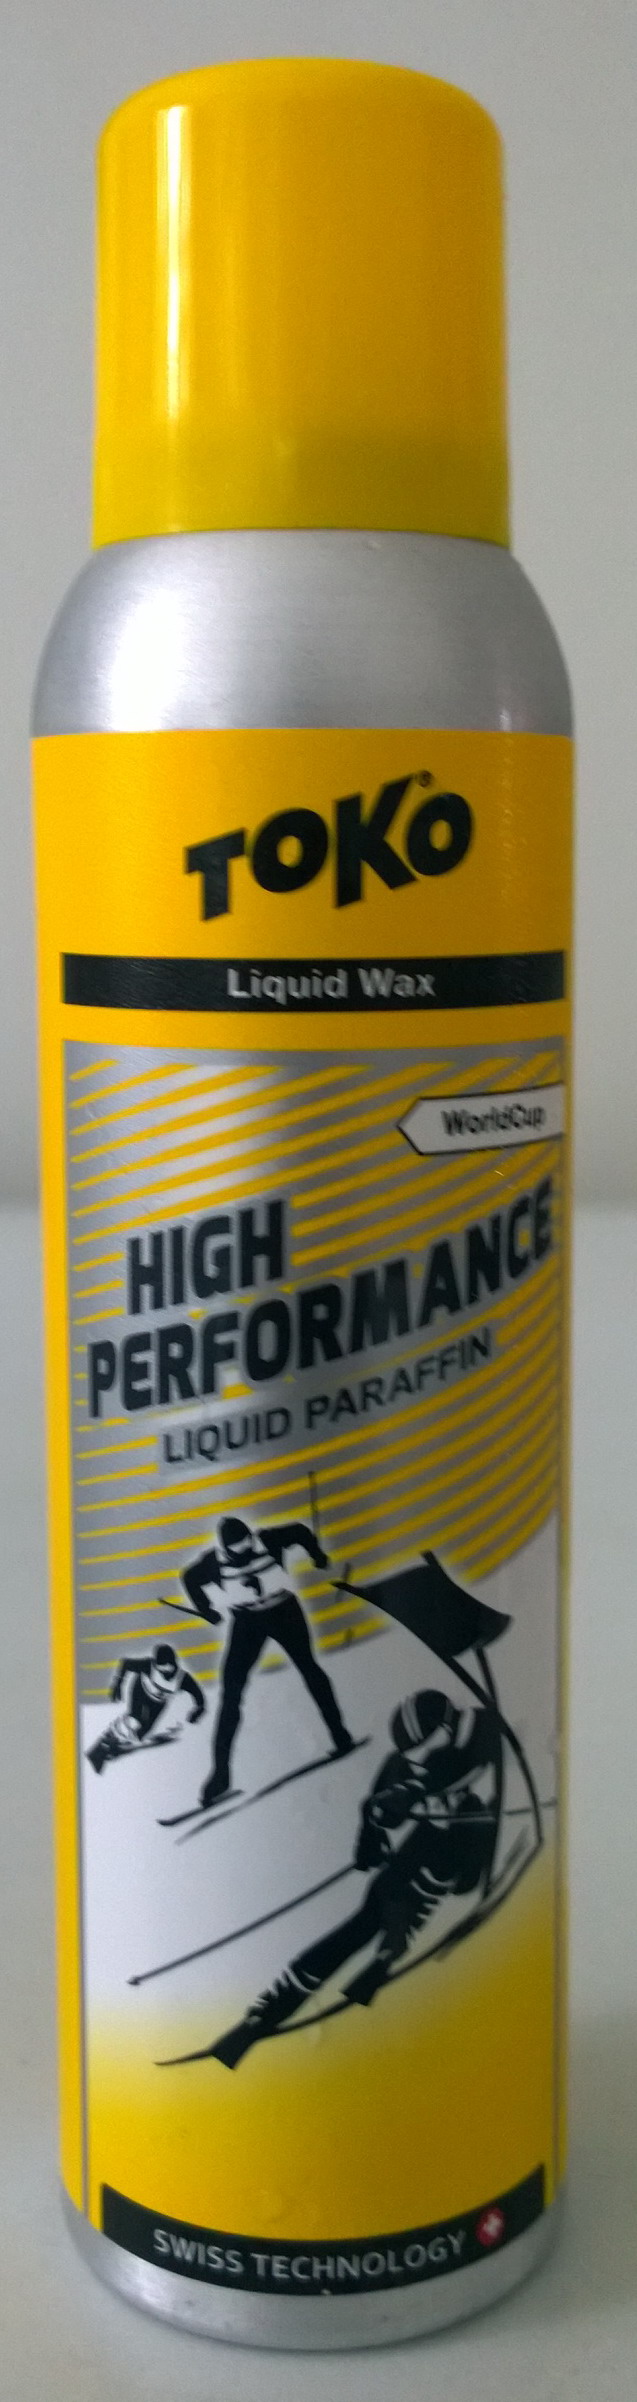 TOKO®
Liquid Wax
WorldCup
HIGH
PERFORMANCE
LIQUID PARAFFIN
SWISS TECHNOLOGY